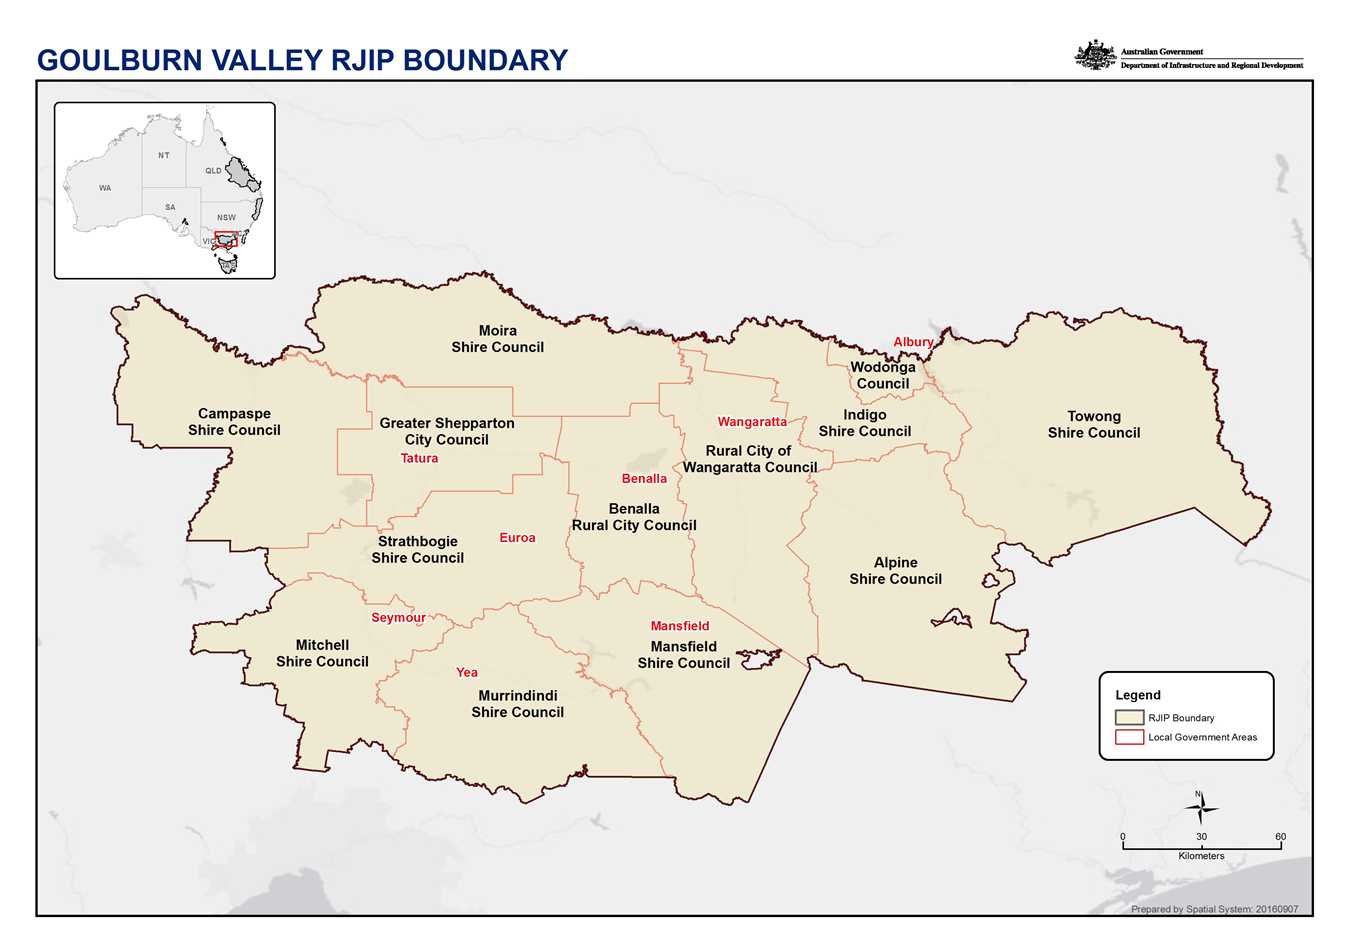 GOULBURN VALLEY RJIP BOUNDARY
Australian Government
Department of Infrastructure and Regional Development
NT
QLD
WA
SA
NSW
VIC
Moira
Shire Council
Albury
Wodonga
Council
Campaspe
Shire Council
Greater Shepparton
City Council
Tatura
Wangaratta
Indigo
Shire Council
Towong
Shire Council
Rural City of
Wangaratta Council
Benalla
Benalla
Rural City Council
Strathbogie
Shire Council
Euroa
Alpine
Shire Council
Seymour
Mansfield
Mansfield
Shire Council
Mitchell
Shire Council
Yea
Murrindindi
Shire Council
Legend
RJIP Boundary
Local Government Areas
N
0 30 60
Kilometers
Prepared by Spatial System: 20160907